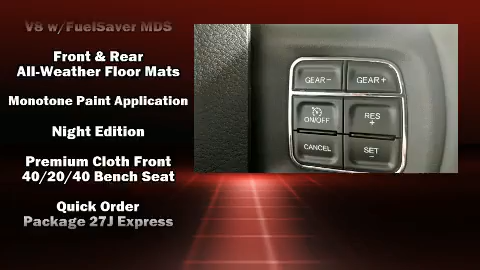 V8 w/FuelSaver MDS
Front & Rear
All-Weather Floor Mats
Monotone Paint Application
Night Edition
Premium Cloth Front
40/20/40 Bench Seat
Quick Order
Package 27J Express
GEAR− GEAR+
ON/OFF RES +
CANCEL SET −